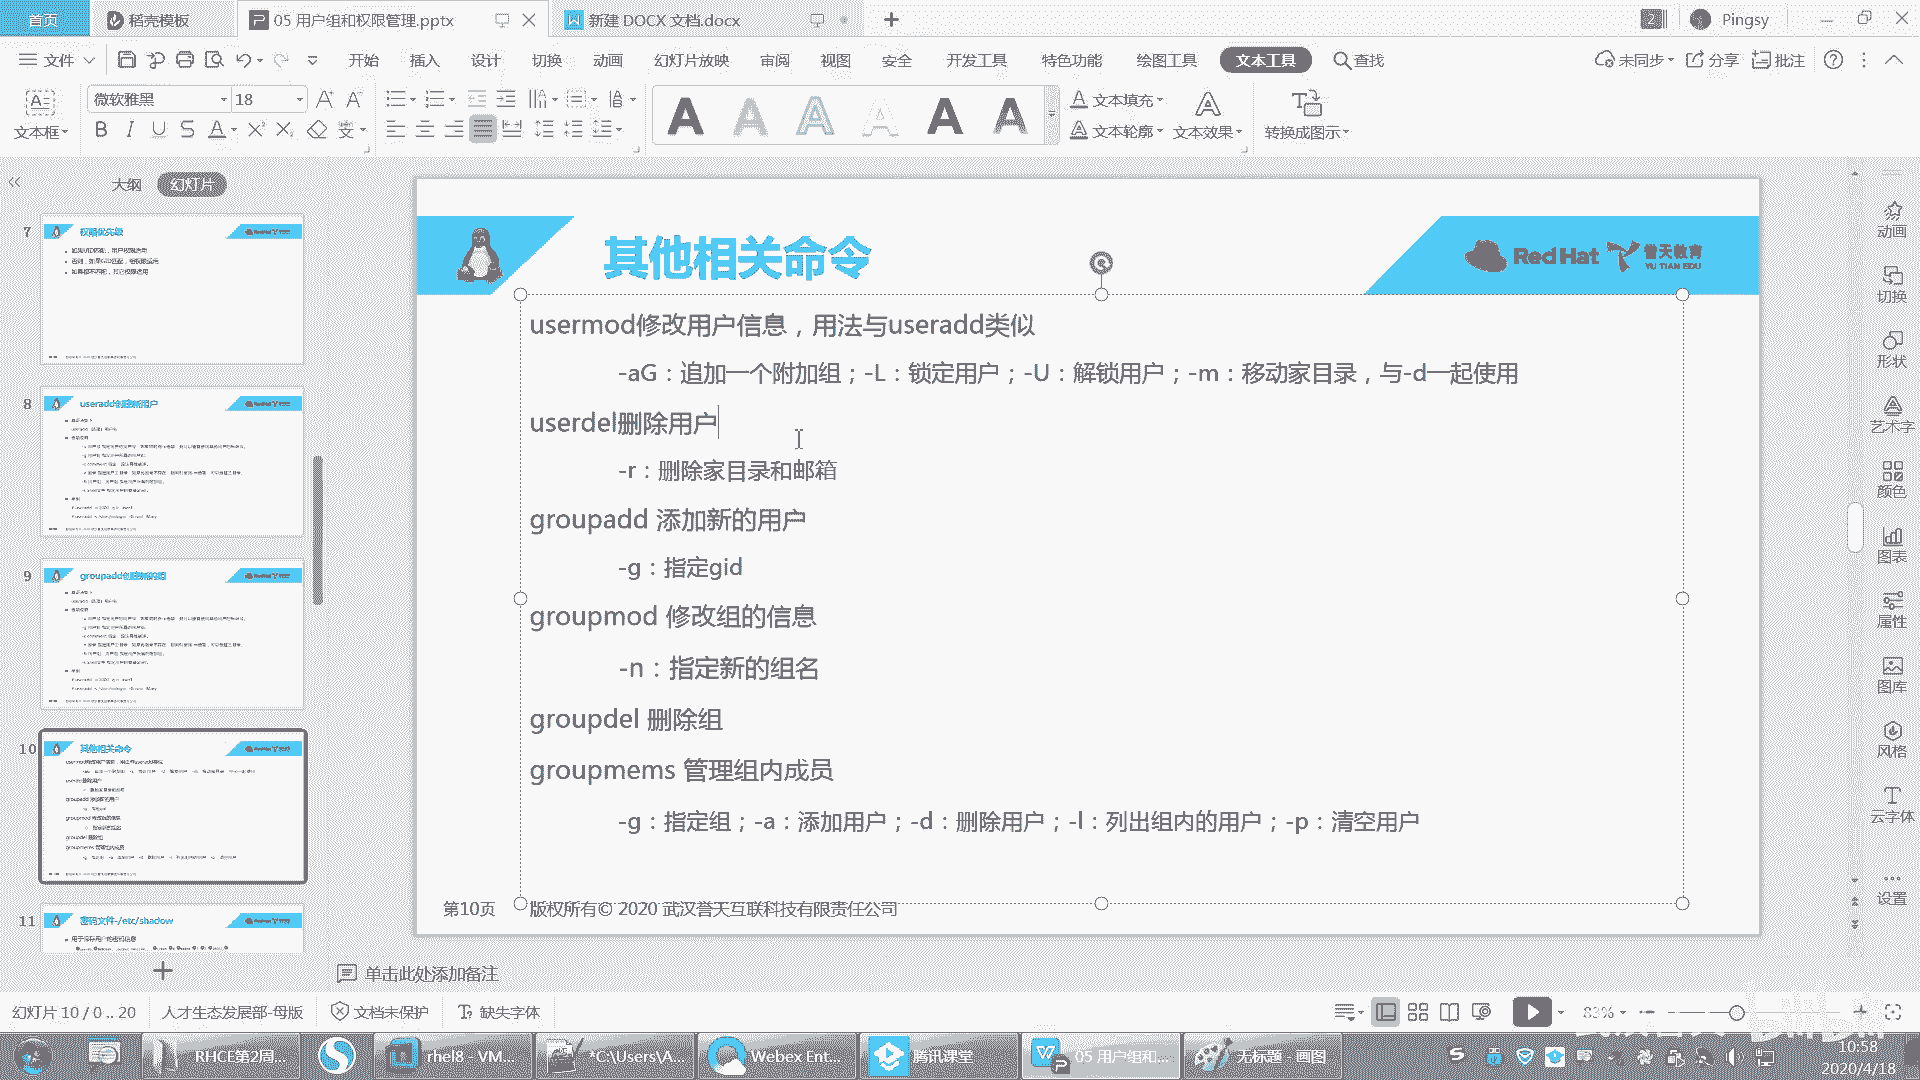 首页
稻壳模板
05 用户组和权限管理.pptx
新建 DOCX 文档.docx
2
Pingsy
文件
开始
插入
设计
切换
动画
幻灯片放映
审阅
视图
安全
开发工具
特色功能
绘图工具
文本工具
查找
未同步
分享
批注
文本框
微软雅黑
18
文本填充
文本轮廓
文本效果
转换成图示
大纲
幻灯片
7
权限优先级
8
useradd创建新用户
9
groupadd创建新的组
10
其他相关命令
11
密码文件-/etc/shadow
用于保存用户的密码信息
其他相关命令
Red Hat
誉天教育
YU TIAN EDU
usermod修改用户信息，用法与useradd类似
-aG：追加一个附加组；-L：锁定用户；-U：解锁用户；-m：移动家目录，与-d一起使用
userdel删除用户
-r：删除家目录和邮箱
groupadd 添加新的用户
-g：指定gid
groupmod 修改组的信息
-n：指定新的组名
groupdel 删除组
groupmems 管理组内成员
-g：指定组；-a：添加用户；-d：删除用户；-l：列出组内的用户；-p：清空用户
第10页
版权所有© 2020 武汉誉天互联科技有限责任公司
动画
切换
形状
艺术字
颜色
图表
属性
图库
风格
云字体
设置
单击此处添加备注
幻灯片 10 / 0 .. 20
人才生态发展部-母版
文档未保护
缺失字体
83%
RHCE第2周...
rhel8 - VM...
*C:\Users\A...
Webex Ent...
腾讯课堂
05 用户组和...
无标题 - 画图
10:58
2020/4/18